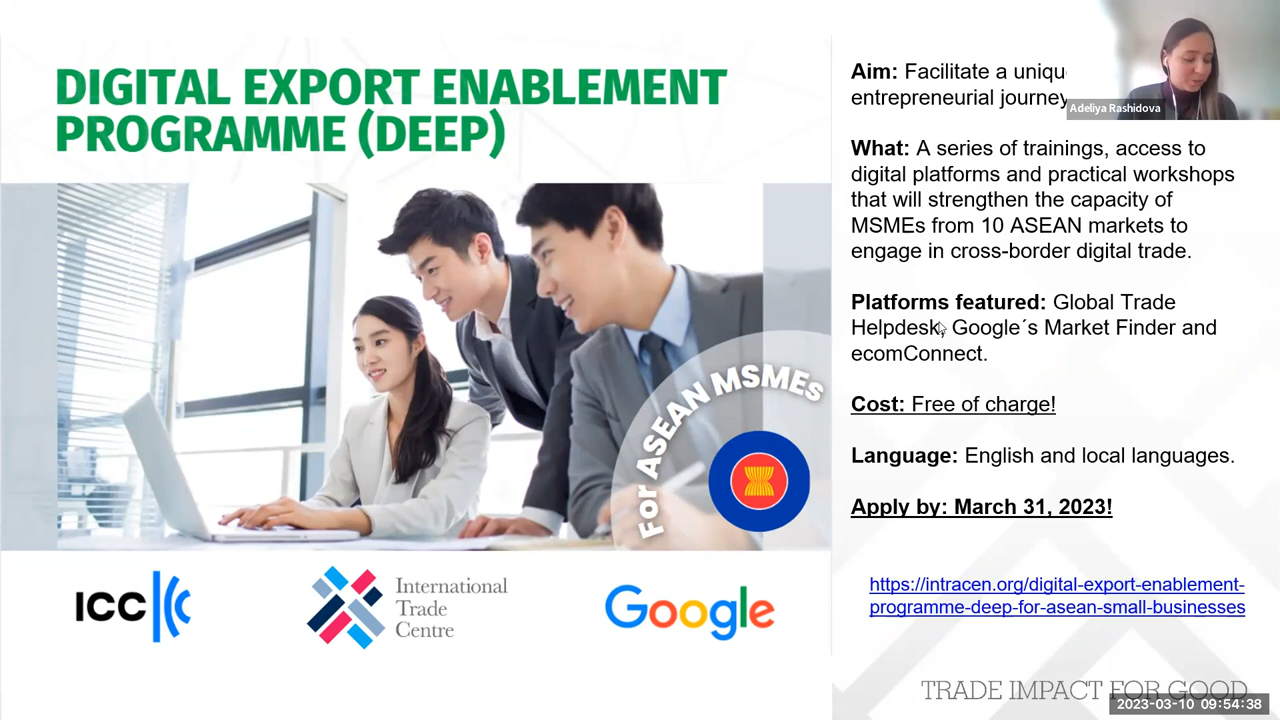 DIGITAL EXPORT ENABLEMENT
PROGRAMME (DEEP)
For ASEAN MSMEs
ICC
International
Trade
Centre
Google
Aim: Facilitate a
entrepreneurial journey
Adeliya Rashidova
What: A series of trainings, access to
digital platforms and practical workshops
that will strengthen the capacity of
MSMEs from 10 ASEAN markets to
engage in cross-border digital trade.
Platforms featured: Global Trade
Helpdesk, Google´s Market Finder and
ecomConnect.
Cost: Free of charge!
Language: English and local languages.
Apply by: March 31, 2023!
https://intracen.org/digital-export-enablement-
programme-deep-for-asean-small-businesses
TRADE IMPACT FOR GOOD
2023-03-10 09:54:38